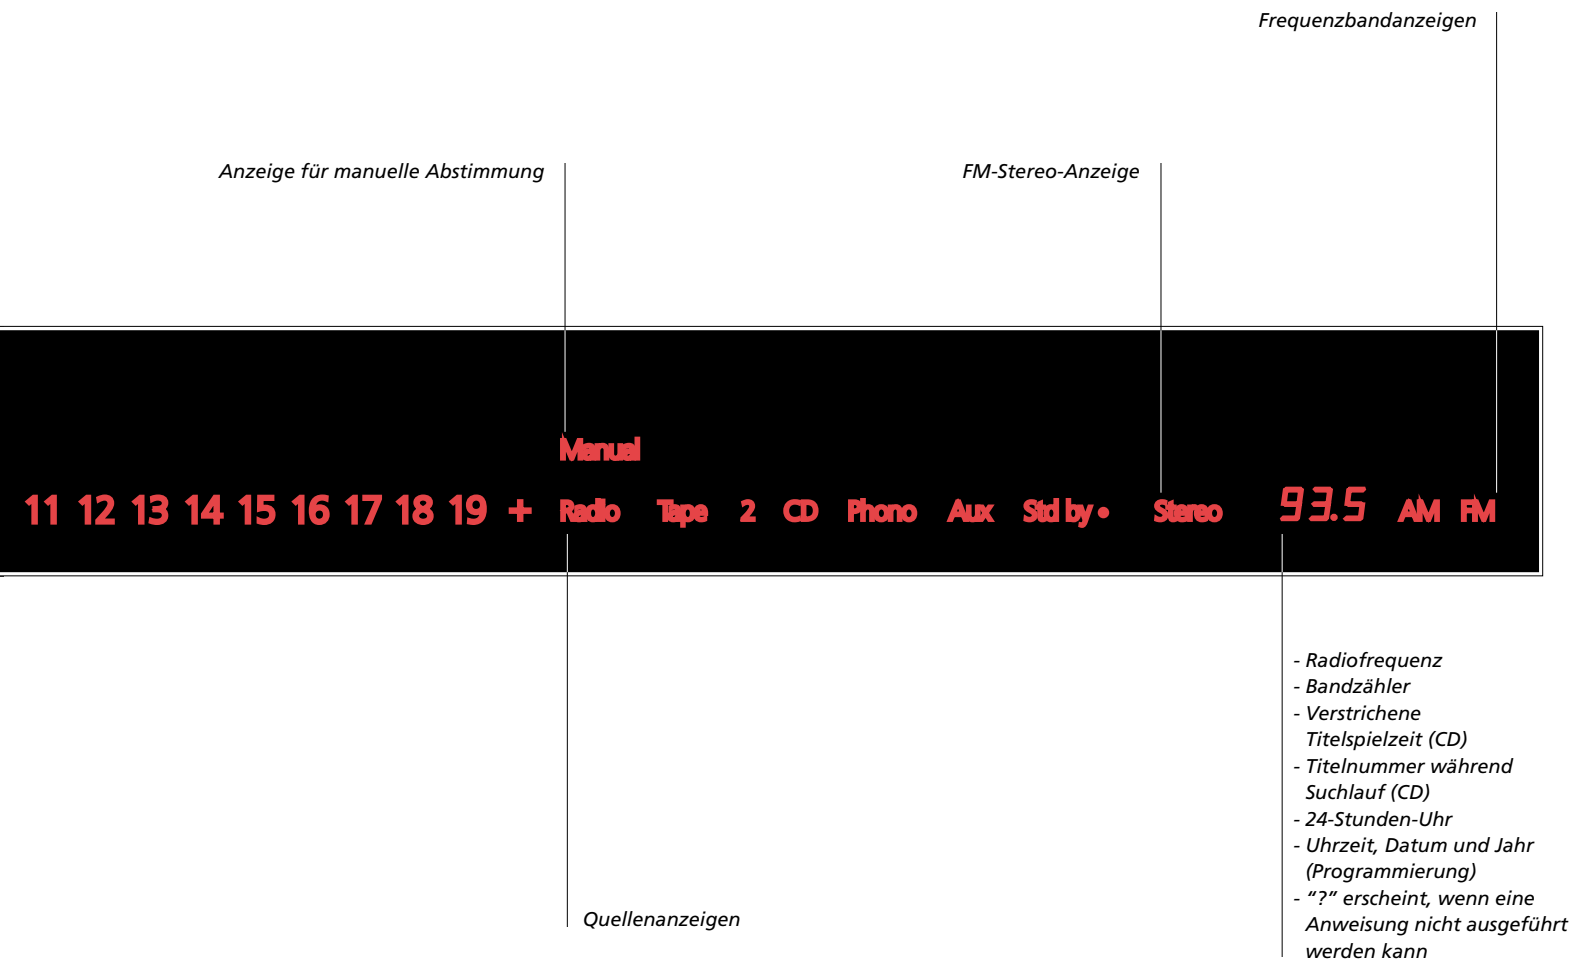 Frequenzbandanzeigen
Anzeige für manuelle Abstimmung
FM-Stereo-Anzeige
Manual
11 12 13 14 15 16 17 18 19 + Radio Tape 2 CD Phono Aux Std by • Stereo 93.5 AM FM
- Radiofrequenz
- Bandzähler
- Verstrichene
Titelspielzeit (CD)
- Titelnummer während
Suchlauf (CD)
- 24-Stunden-Uhr
- Uhrzeit, Datum und Jahr
(Programmierung)
- “?” erscheint, wenn eine
Anweisung nicht ausgeführt
werden kann
Quellenanzeigen